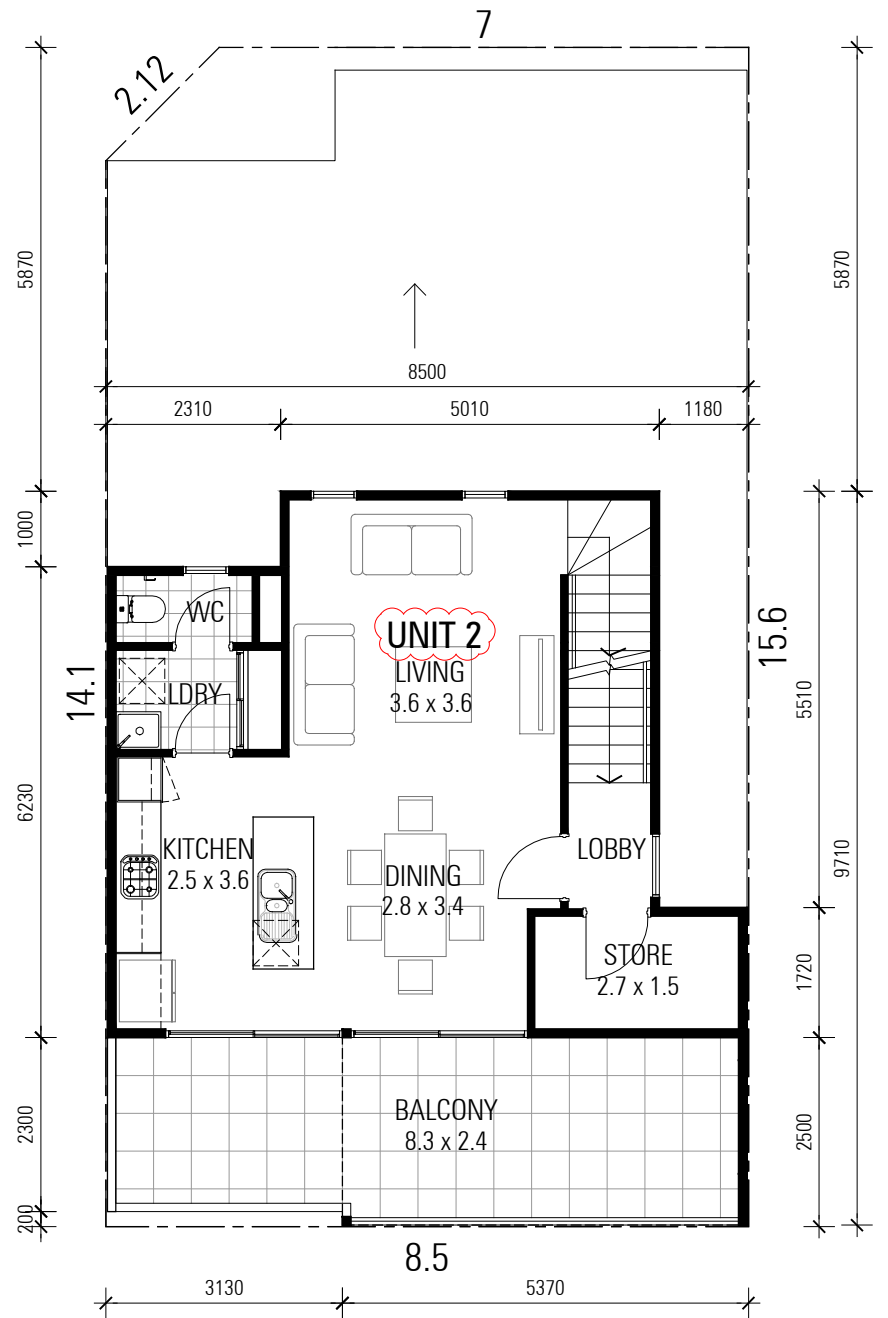 7
2.12
5870
5870
8500
2310
5010
1180
1000
WC
UNIT 2
LIVING
3.6 x 3.6
15.6
14.1
LDRY
5510
6230
KITCHEN
2.5 x 3.6
DINING
2.8 x 3.4
LOBBY
9710
STORE
2.7 x 1.5
1720
BALCONY
8.3 x 2.4
2300
2500
200
8.5
3130
5370